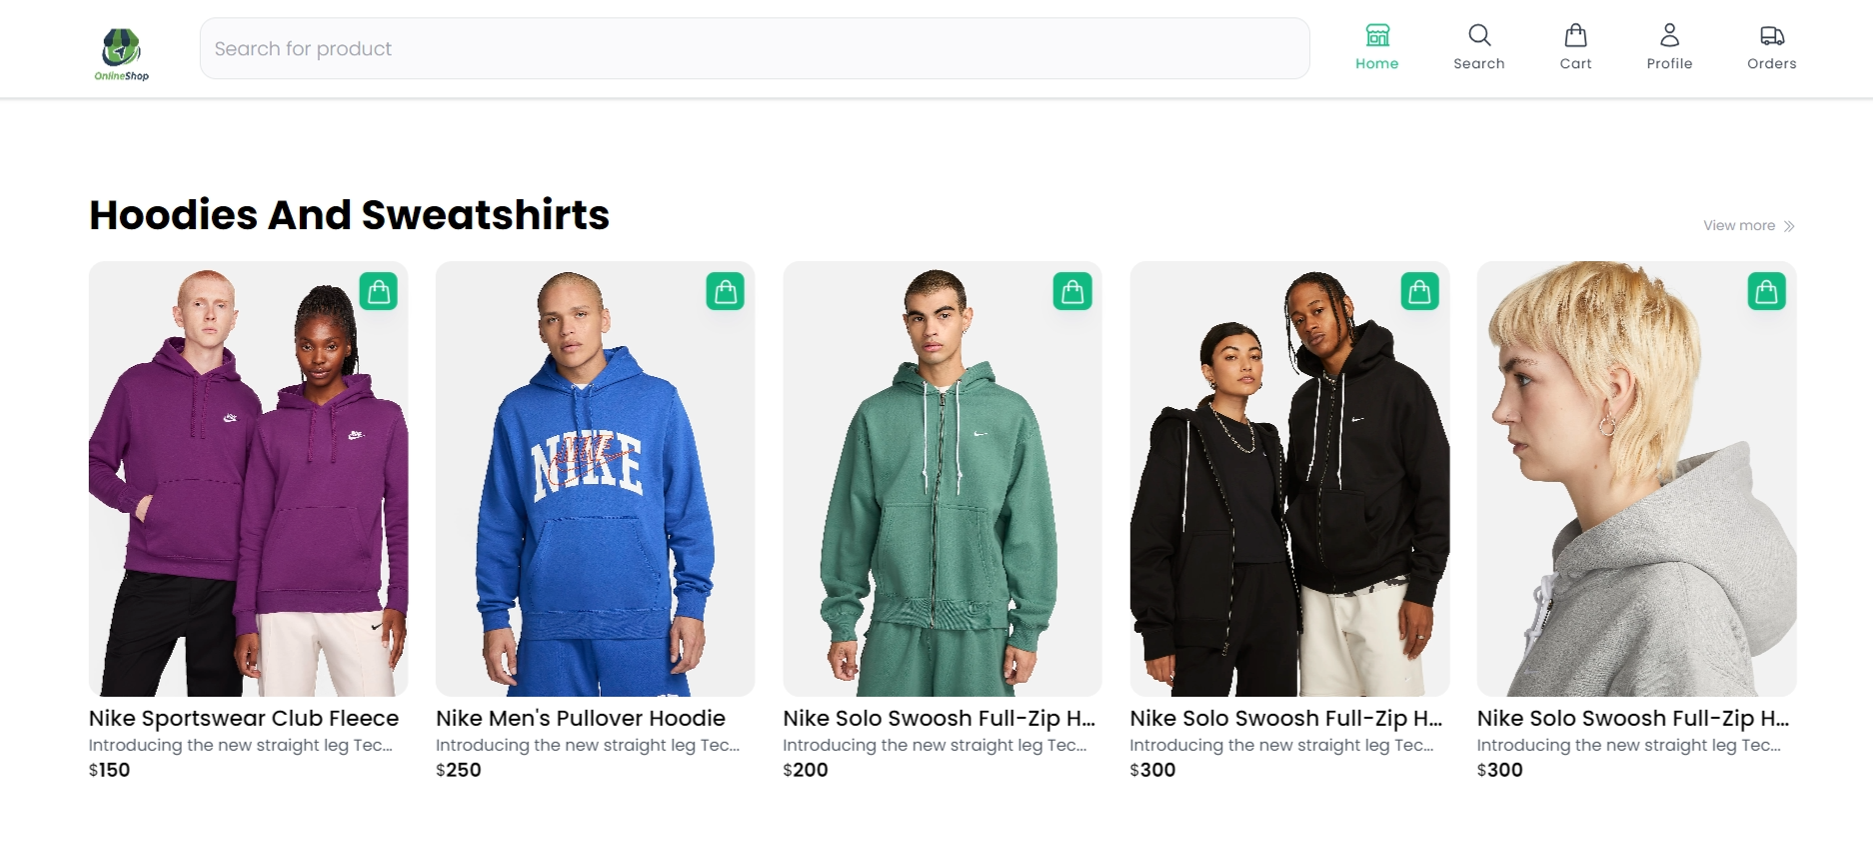 OnlineShop
Search for product
Home
Search
Cart
Profile
Orders
Hoodies And Sweatshirts
View more
NIKE
NIKE
Nike Sportswear Club Fleece
Introducing the new straight leg Tec...
$150
Nike Men's Pullover Hoodie
Introducing the new straight leg Tec...
$250
Nike Solo Swoosh Full-Zip H...
Introducing the new straight leg Tec...
$200
Nike Solo Swoosh Full-Zip H...
Introducing the new straight leg Tec...
$300
Nike Solo Swoosh Full-Zip H...
Introducing the new straight leg Tec...
$300